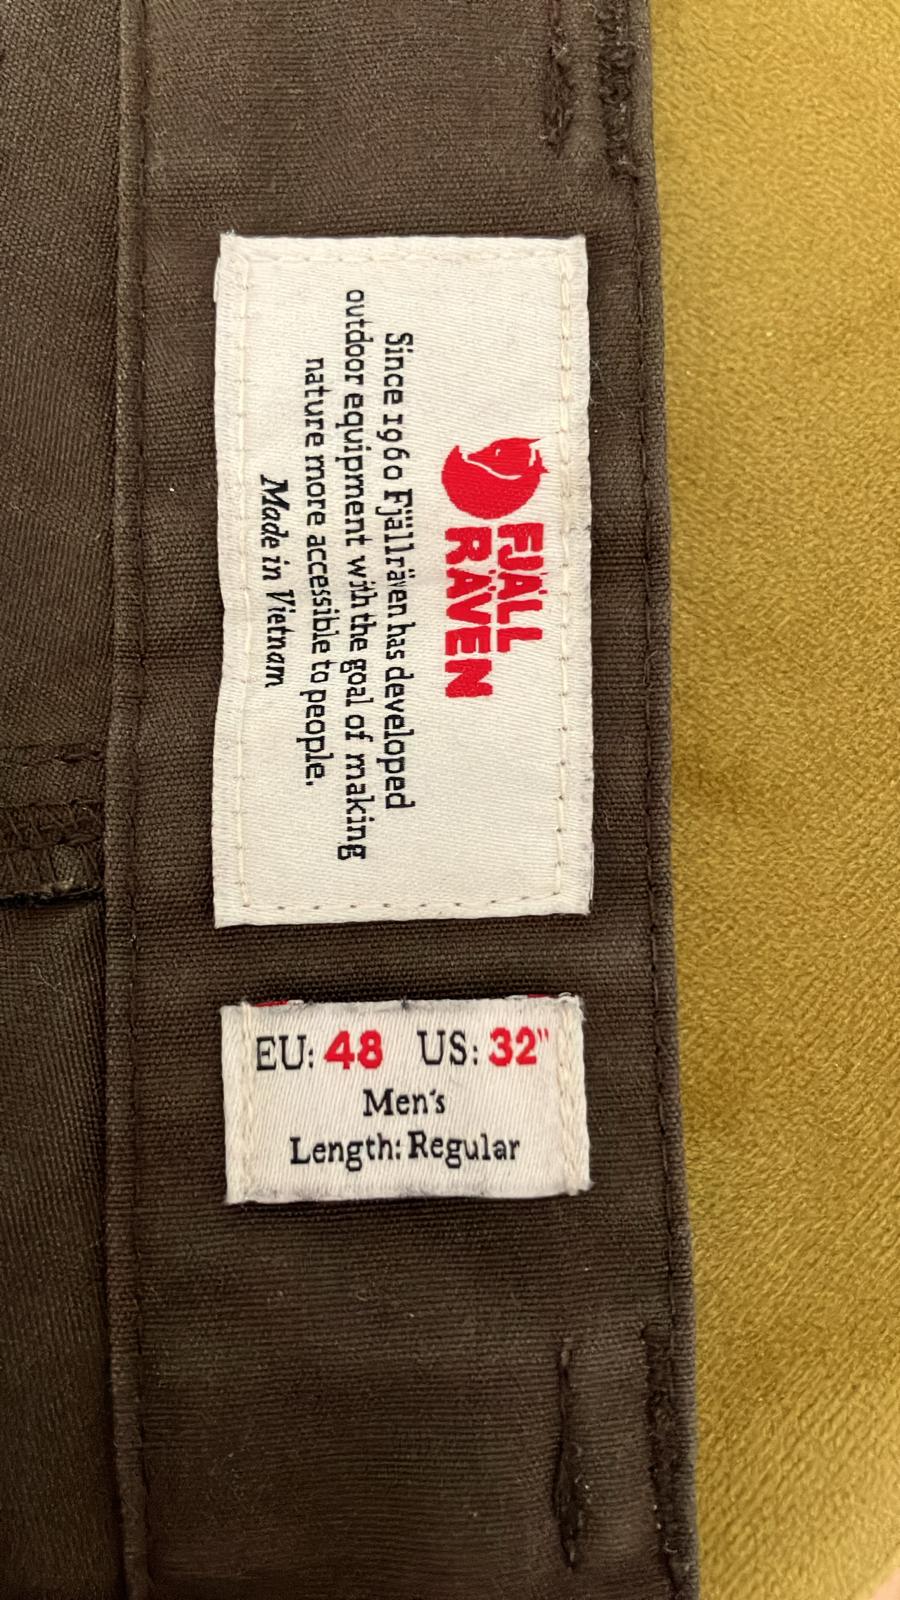 FJÄLL
RÄVEN
Since 1960 Fjällräven has developed
outdoor equipment with the goal of making
nature more accessible to people.
Made in Vietnam
EU: 48 US: 32"
Men's
Length: Regular